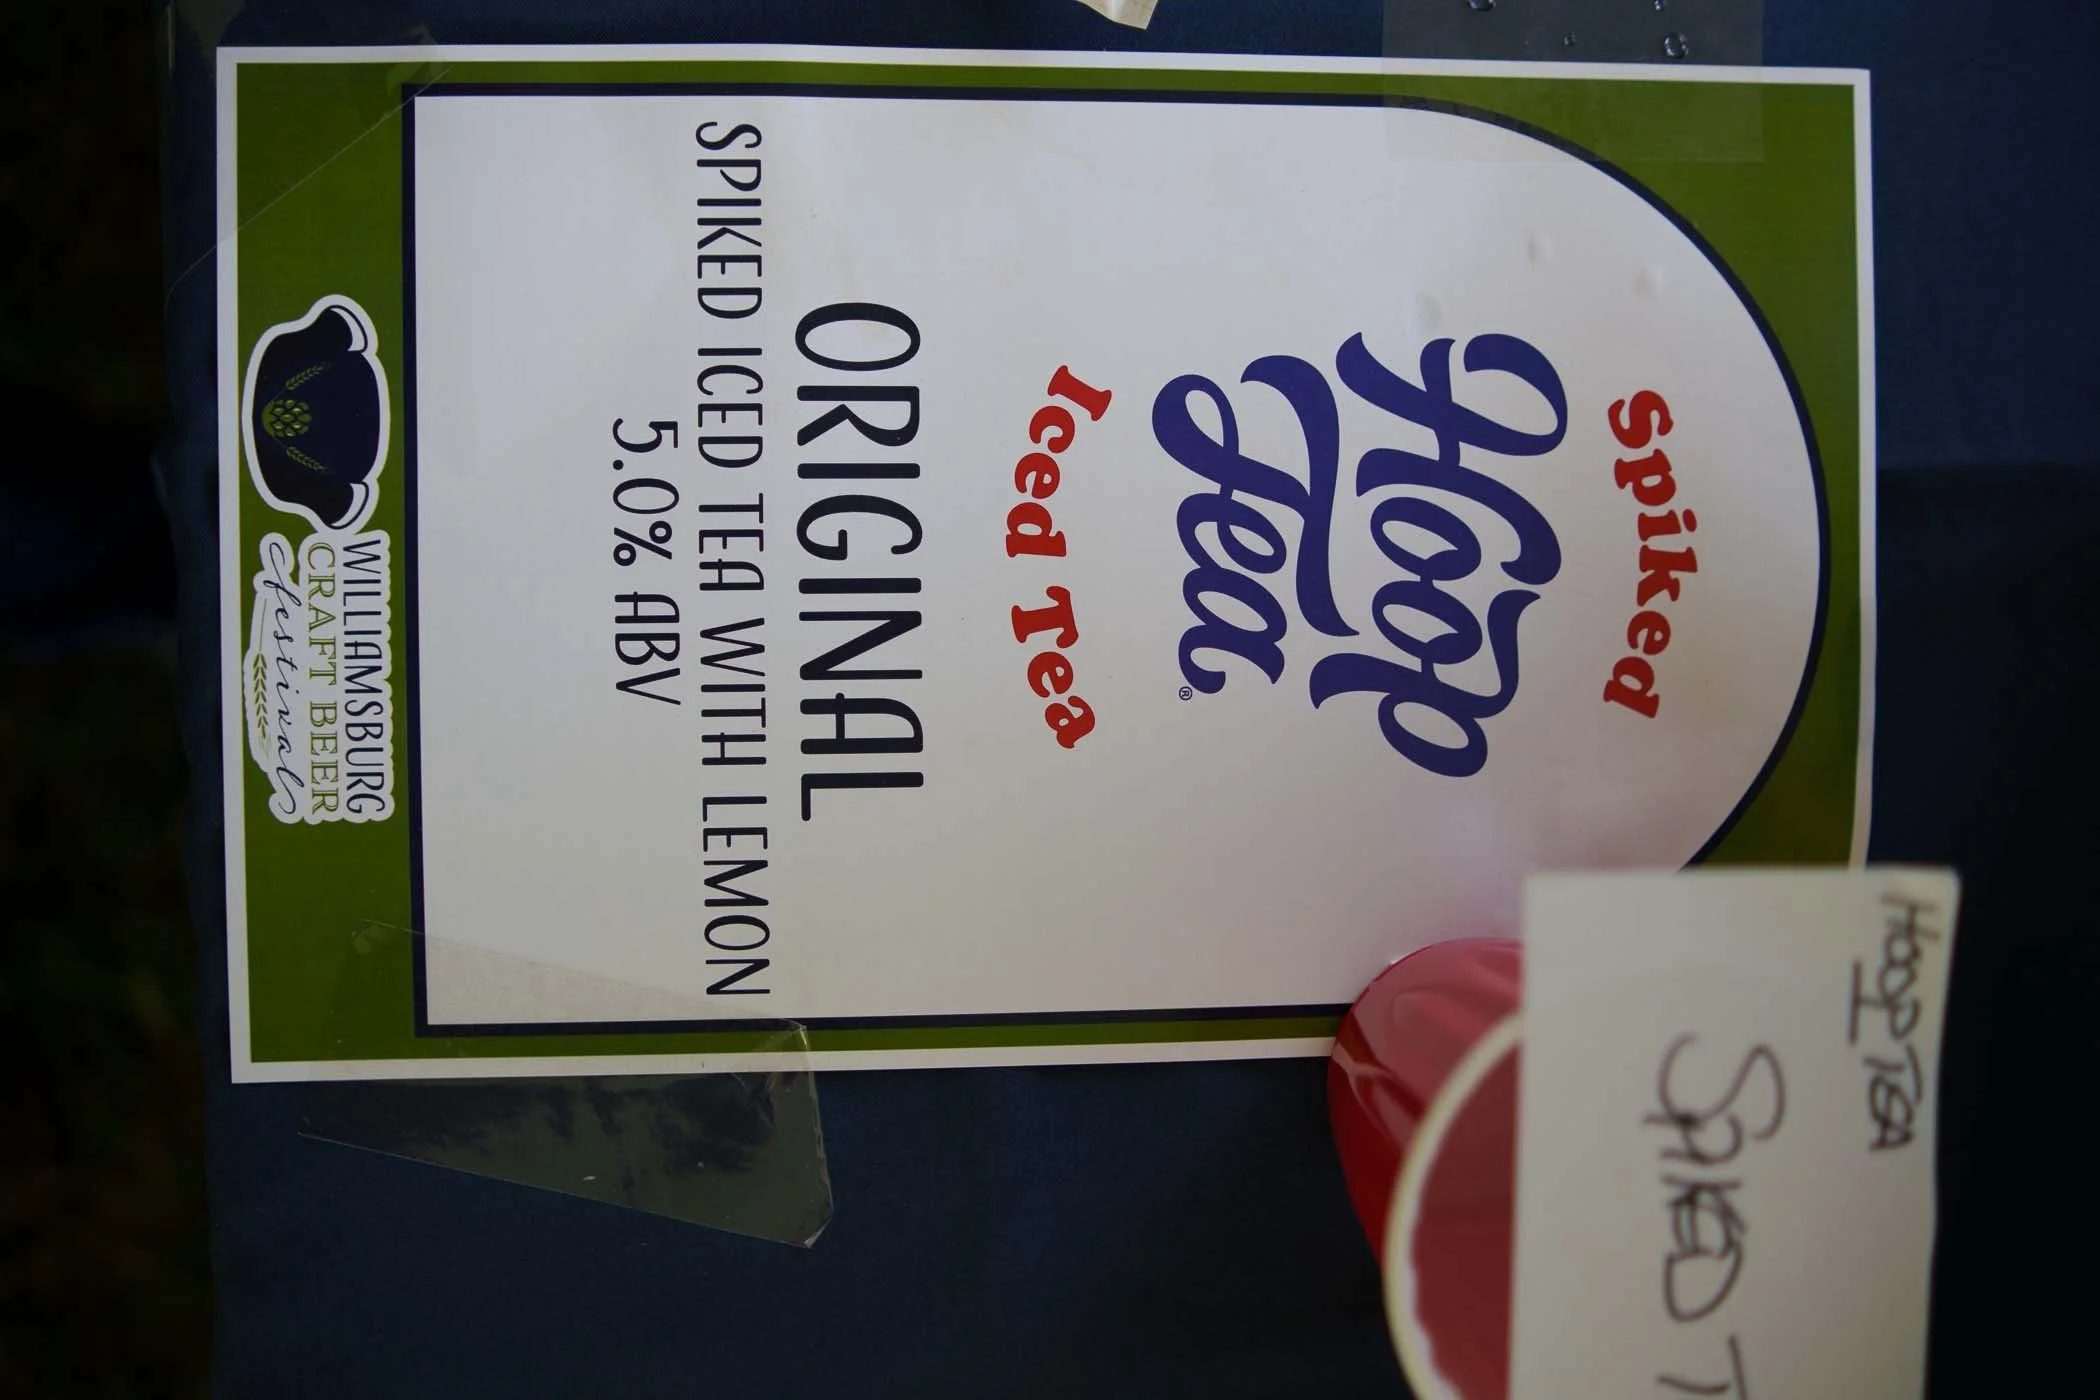 Spiked
Hoop
Tea®
Iced Tea
ORIGINAL
SPIKED ICED TEA WITH LEMON
5.0% ABV
WILLIAMSBURG
CRAFT BEER
festivals
HOOP TEA
SPIKED T